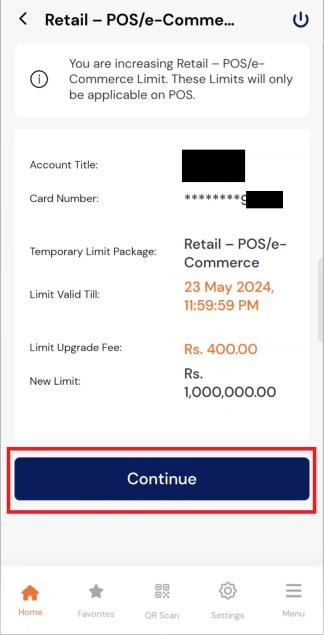 Retail – POS/e-Comme...
You are increasing Retail – POS/e-
Commerce Limit. These Limits will only
be applicable on POS.
Account Title:
Card Number: ********9
Temporary Limit Package: Retail – POS/e-
Commerce
Limit Valid Till: 23 May 2024,
11:59:59 PM
Limit Upgrade Fee: Rs. 400.00
New Limit: Rs.
1,000,000.00
Continue
Home Favorites QR Scan Settings Menu